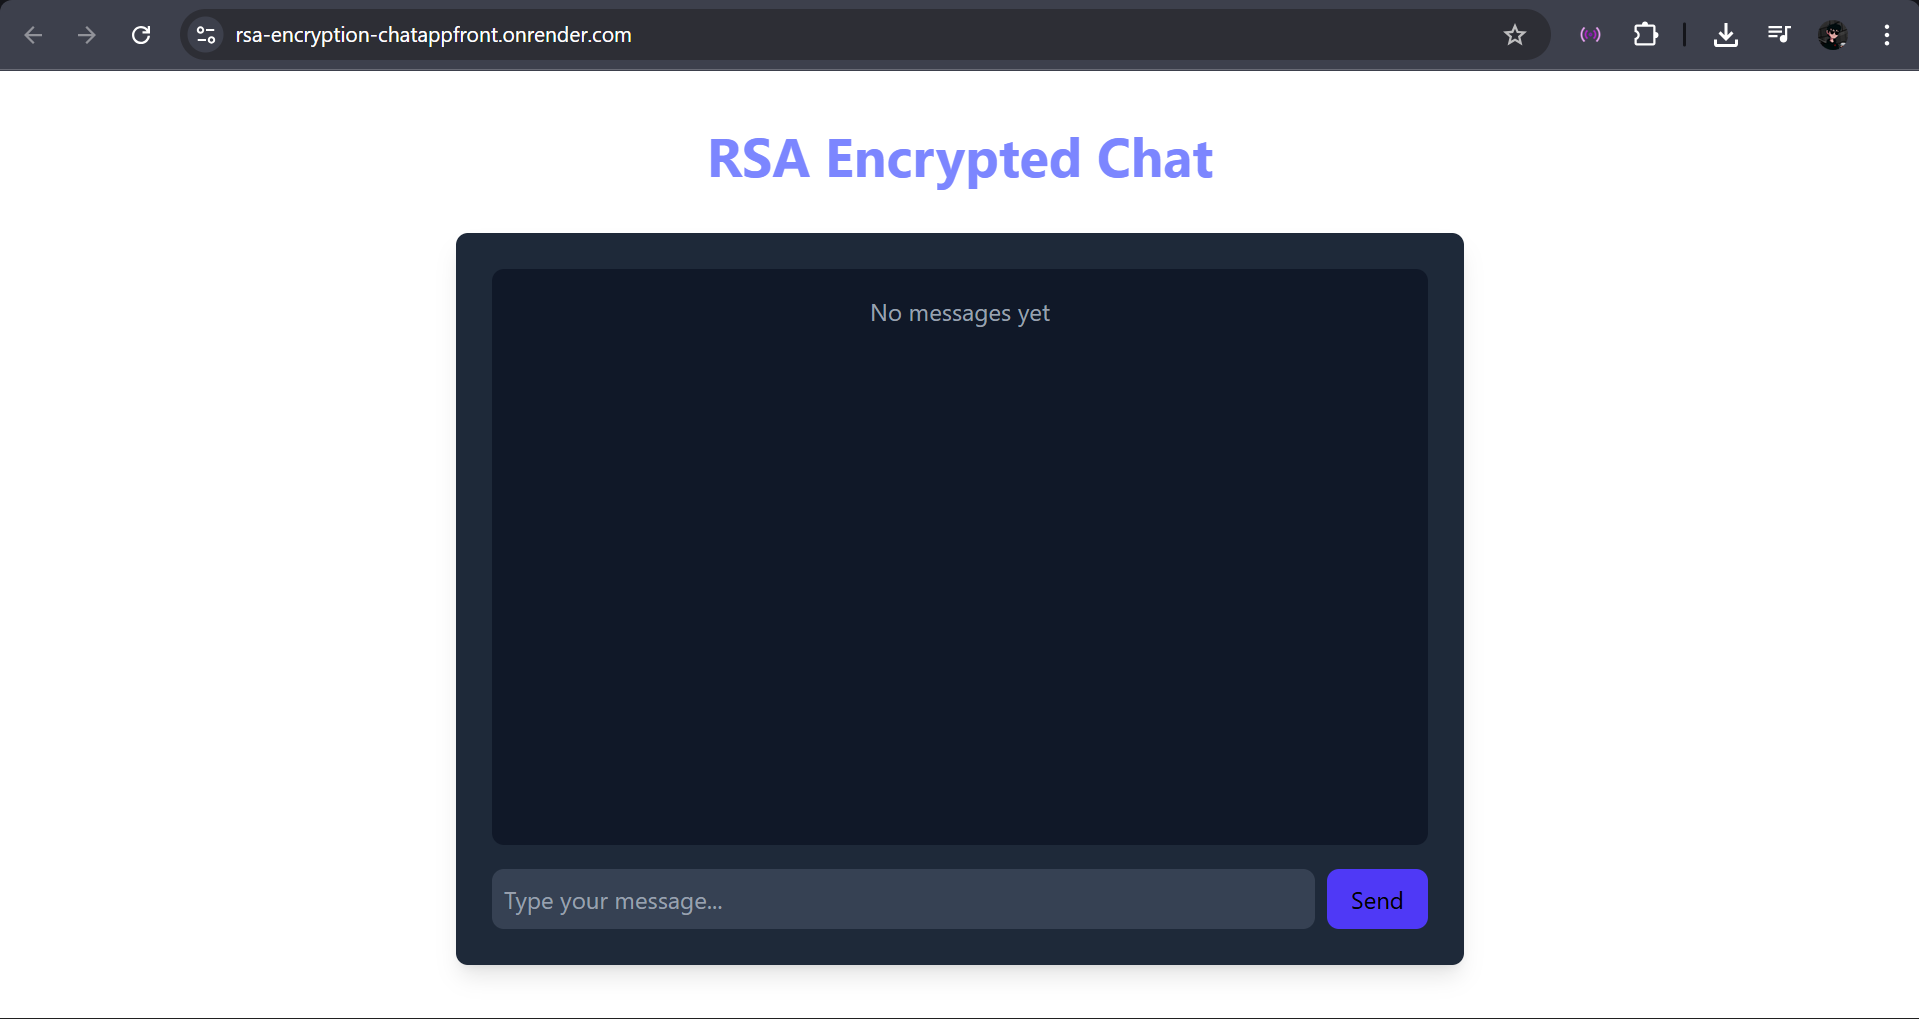 rsa-encryption-chatappfront.onrender.com
RSA Encrypted Chat
No messages yet
Type your message...
Send